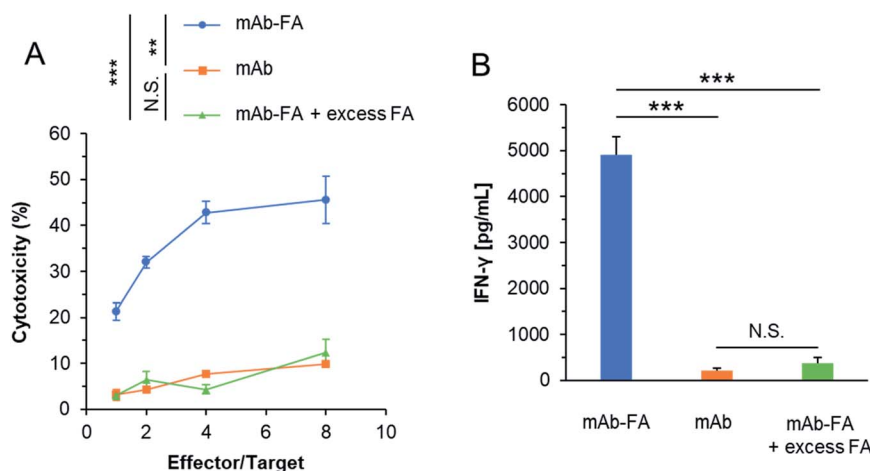 A
***
**
N.S.
mAb-FA
mAb
mAb-FA + excess FA
60
50
40
30
20
10
0
Cytotoxicity (%)
0 2 4 6 8 10
Effector/Target
B
***
***
N.S.
6000
5000
4000
3000
2000
1000
0
IFN-γ [pg/mL]
mAb-FA mAb mAb-FA
+ excess FA